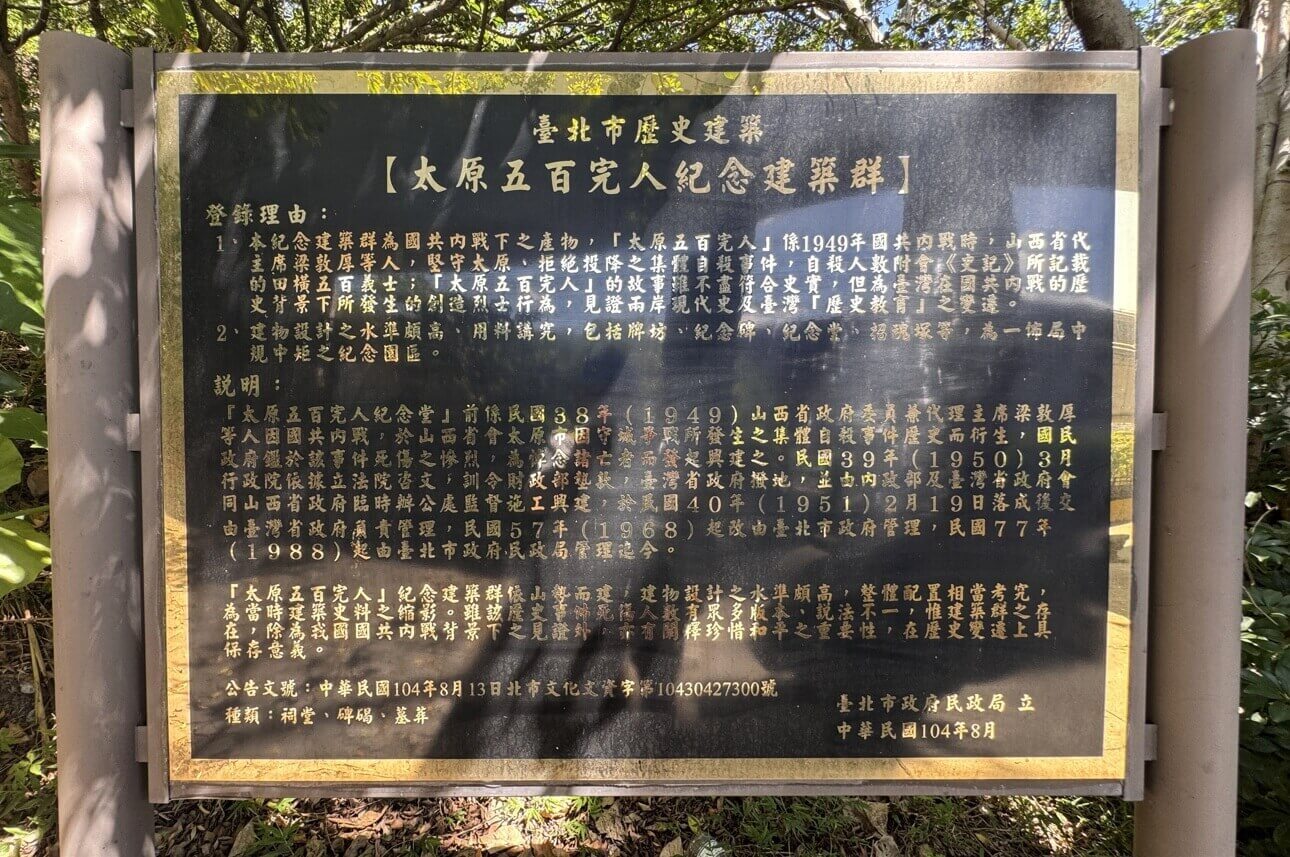 臺北市歷史建築
【太原五百完人紀念建築群】
登錄理由：
1、本紀念建築群為國共內戰下之產物，「太原五百完人」係1949年國共內戰時，山西省代
主席梁敦厚等人，堅守太原、拒絕投降之集體自殺事件，自殺人數附會《史記》所記載
的田橫五百義士；「太原五百完人」的故事雖不盡符合史實，但為臺灣在國共內戰的歷
史背景下所發生的創造烈士行為，見證兩岸現代史及臺灣「歷史教育」之變遷。
2、建物設計之水準頗高、用料講究，包括牌坊、紀念碑、紀念堂、招魂塚等，為一佈局中
規中矩之紀念園區。
說明：
『太原五百完人紀念堂』前係民國38年（1949）山西省政府委員兼代理主席梁敦厚
等人因國共內戰，於山西省會太原市因守城爭戰所發生之集體自殺事件歷史而衍生，國民
政府鑑於該事件死傷之慘烈，為紀念諸亡者而發起興建之。民國39年（1950）3月
行政院依據立法院咨文，訓令財政部墊款，臺灣省政府撥地，並由內政部及臺灣省政府會
同山西省政府臨時辦公處監督施工興建，於民國40年（1951）2月19日落成後交
由臺灣省政府負責管理，民國57年（1968）起改由臺北市政府管理，民國77年
（1988）起由臺北市政府民政局管理迄今。
「太原五百完人」紀念建築群依山勢而建，建物設計之水準頗高，整體配置相當考究，
為當時建築史料之縮影。雖該歷史事件死傷人數有眾多版本、說法不一，惟建築群之存
在，除為我國國共內戰背景下之見證外，亦有闡釋珍惜和平之重要性，在歷史變遷上具
保存意義。
公告文號：中華民國104年8月13日北市文化文資字第10430427300號
種類：祠堂、碑碣、墓葬
臺北市政府民政局 立
中華民國104年8月